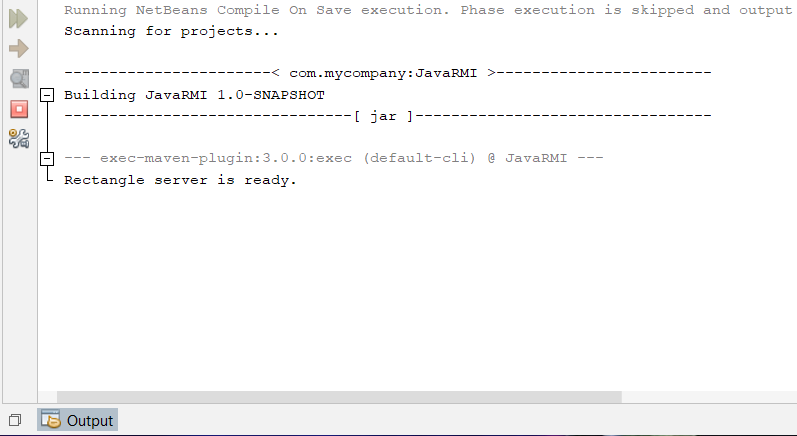 Running NetBeans Compile On Save execution. Phase execution is skipped and output
Scanning for projects...
-----------------------< com.mycompany:JavaRMI >------------------------
Building JavaRMI 1.0-SNAPSHOT
--------------------------------[ jar ]---------------------------------
--- exec-maven-plugin:3.0.0:exec (default-cli) @ JavaRMI ---
Rectangle server is ready.
Output